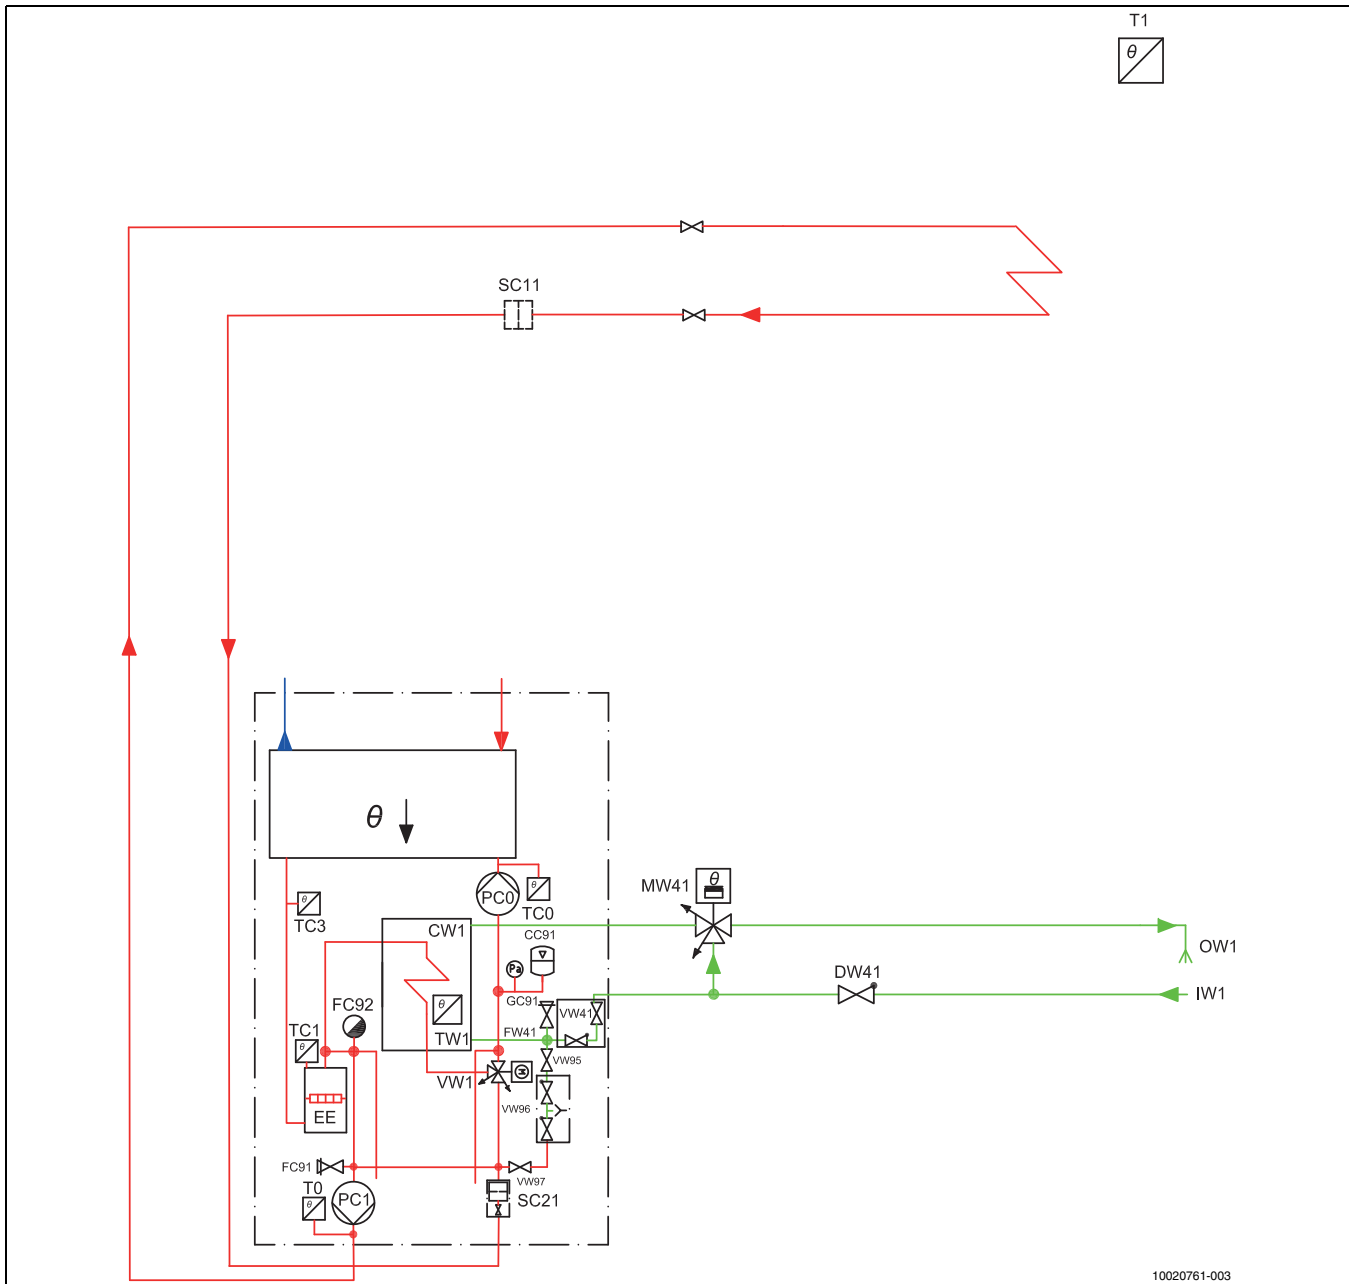 T1
θ
SC11
θ
PC0
θ
TC0
θ
TC3
MW41
θ
CW1
CC91
Pa
GC91
OW1
DW41
IW1
FC92
θ
TW1
FW41
VW41
TC1
θ
VW95
VW1
M
VW96
EE
FC91
VW97
T0
θ
PC1
SC21
10020761-003